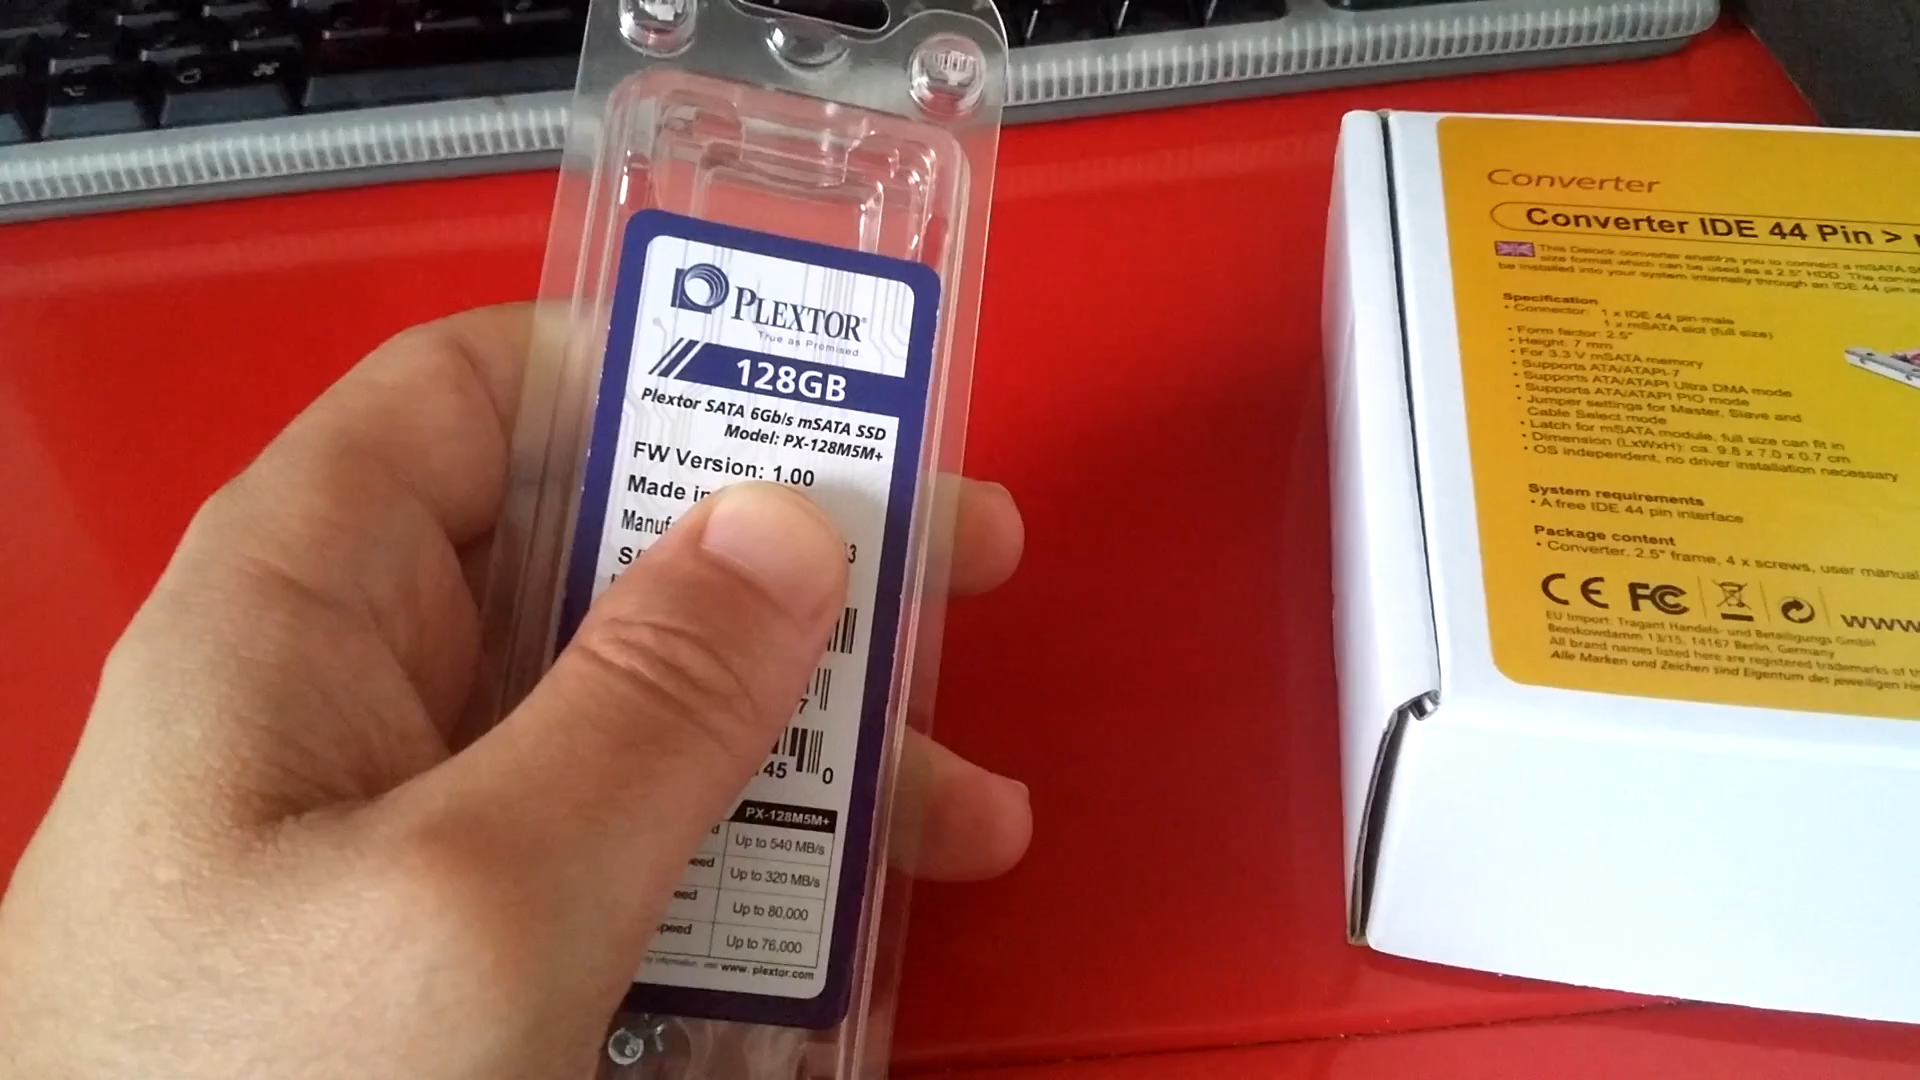 PLEXTOR®
True as Promised
128GB
Plextor SATA 6Gb/s mSATA SSD
Model: PX-128M5M+
FW Version: 1.00
Made in
Manuf
3
S/
7
745 0
PX-128M5M+
Up to 540 MB/s
eed Up to 320 MB/s
eed Up to 80,000
speed Up to 76,000
information visit www.plextor.com
Converter
Converter IDE 44 Pin >
This Delock converter enables you to connect a mSATA
size format which can be used as a 2.5" HDD. The
be installed into your system internally through an IDE 44 pin
Specification
• Connector: 1 x IDE 44 pin male
1 x mSATA slot (full size)
• Form factor: 2.5"
• Height: 7 mm
• For 3.3 V mSATA memory
• Supports ATA/ATAPI-7
• Supports ATA/ATAPI Ultra DMA mode
• Supports ATA/ATAPI PIO mode
• Jumper settings for Master, Slave and
Cable Select mode
• Latch for mSATA module, full size can fit in
• Dimension (LxWxH): ca. 9.8 x 7.0 x 0.7 cm
• OS independent, no driver installation necessary
System requirements
• A free IDE 44 pin interface
Package content
• Converter, 2.5" frame, 4 x screws, user manual
CE FC www
EU Import: Tragant Handels- und Beteiligungs GmbH
Beeskowdamm 13/15, 14167 Berlin, Germany
All brand names listed here are registered trademarks of
Alle Marken und Zeichen sind Eigentum des jeweiligen